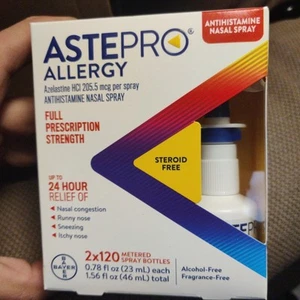 ANTIHISTAMINE
NASAL SPRAY
ASTEPRO®
ALLERGY
Azelastine HCl 205.5 mcg per spray
ANTIHISTAMINE NASAL SPRAY
FULL
PRESCRIPTION
STRENGTH
STEROID
FREE
UP TO
24 HOUR
RELIEF OF
Nasal congestion
Runny nose
Sneezing
Itchy nose
ASTEPRO
2x120 METERED
SPRAY BOTTLES
0.78 fl oz (23 mL) each
1.56 fl oz (46 mL) total
Alcohol-Free
Fragrance-Free
BAYER